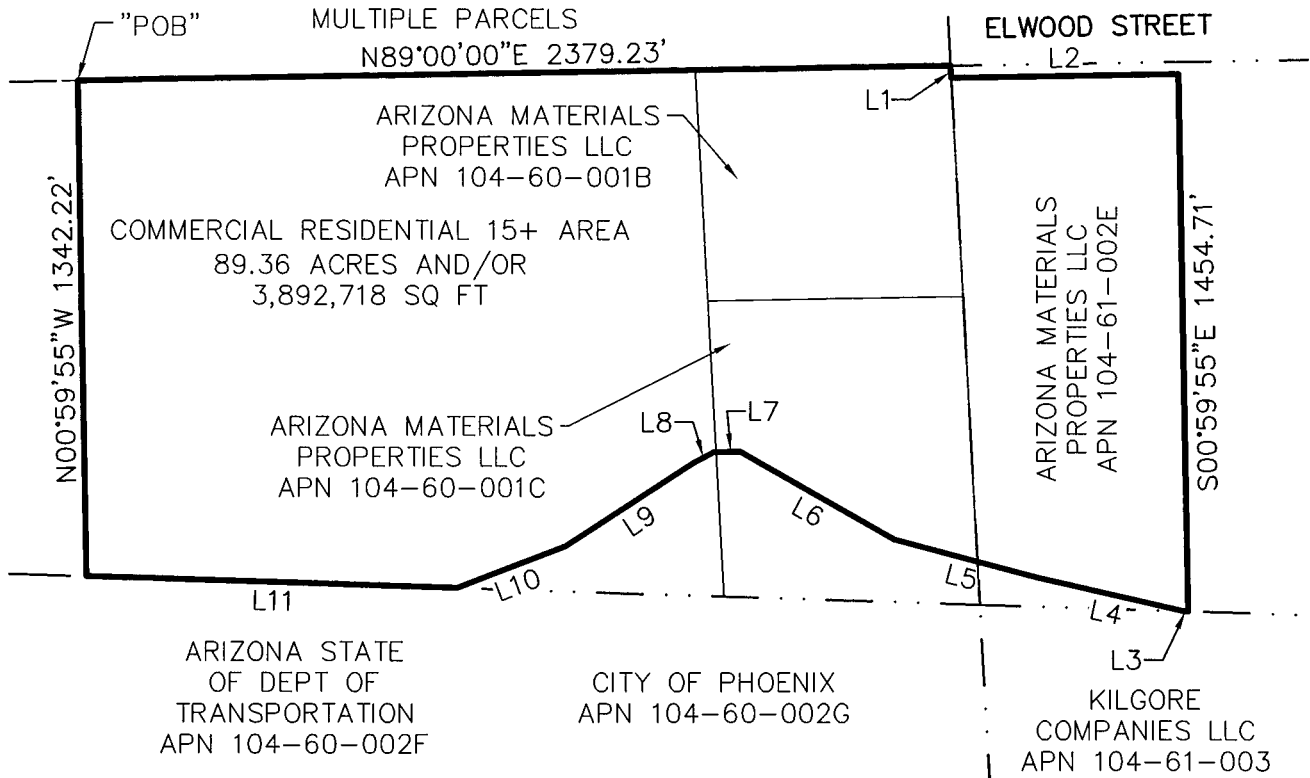 "POB"
MULTIPLE PARCELS
N89°00'00"E 2379.23'
ELWOOD STREET
L2
L1
ARIZONA MATERIALS
PROPERTIES LLC
APN 104-60-001B
N00°59'55"W 1342.22'
COMMERCIAL RESIDENTIAL 15+ AREA
89.36 ACRES AND/OR
3,892,718 SQ FT
ARIZONA MATERIALS
PROPERTIES LLC
APN 104-61-002E
S00°59'55"E 1454.71'
ARIZONA MATERIALS
PROPERTIES LLC
APN 104-60-001C
L8
L7
L9
L6
L10
L5
L11
L4
L3
ARIZONA STATE
OF DEPT OF
TRANSPORTATION
APN 104-60-002F
CITY OF PHOENIX
APN 104-60-002G
KILGORE
COMPANIES LLC
APN 104-61-003